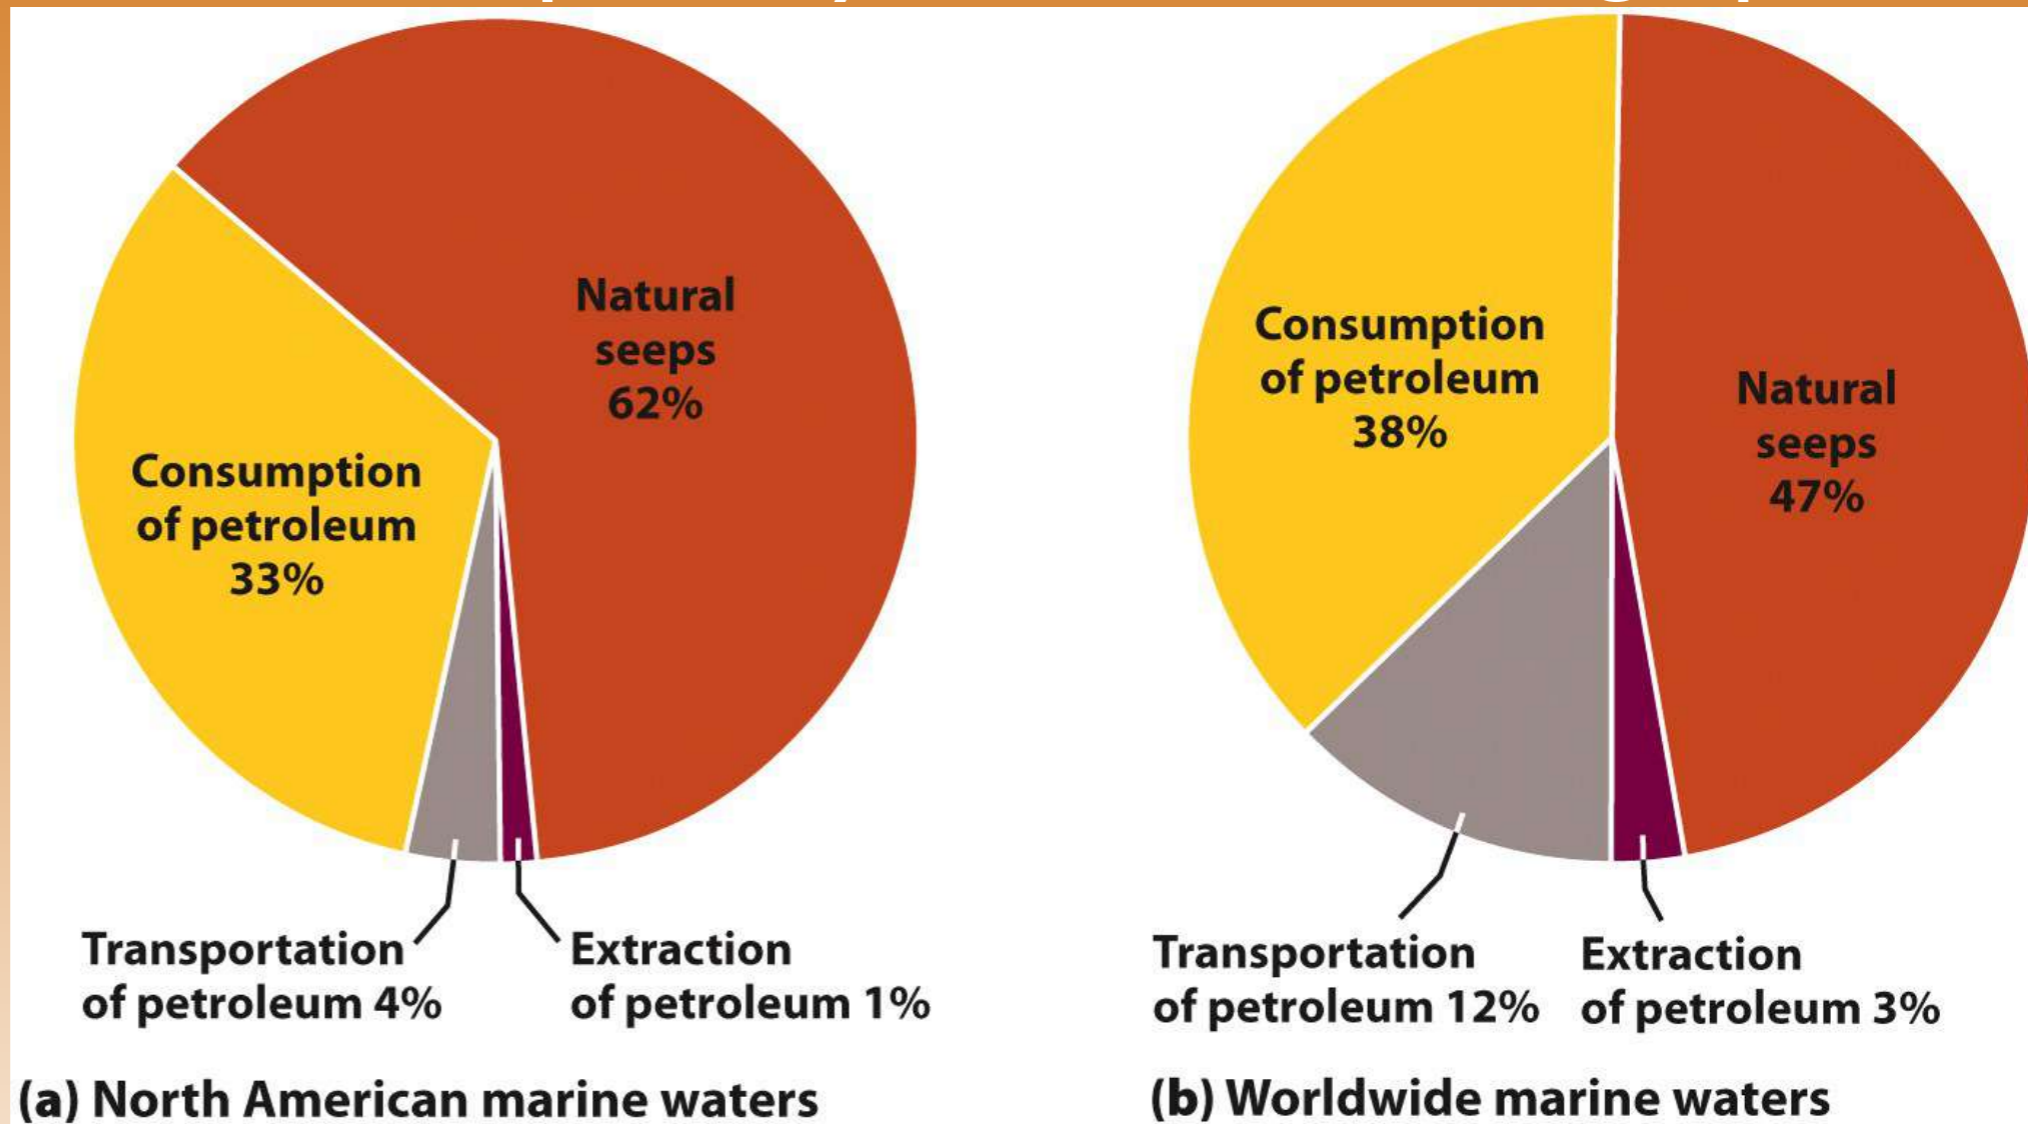 Natural
seeps
62%
Consumption
of petroleum
33%
Transportation
of petroleum 4%
Extraction
of petroleum 1%
(a) North American marine waters
Consumption
of petroleum
38%
Natural
seeps
47%
Transportation
of petroleum 12%
Extraction
of petroleum 3%
(b) Worldwide marine waters